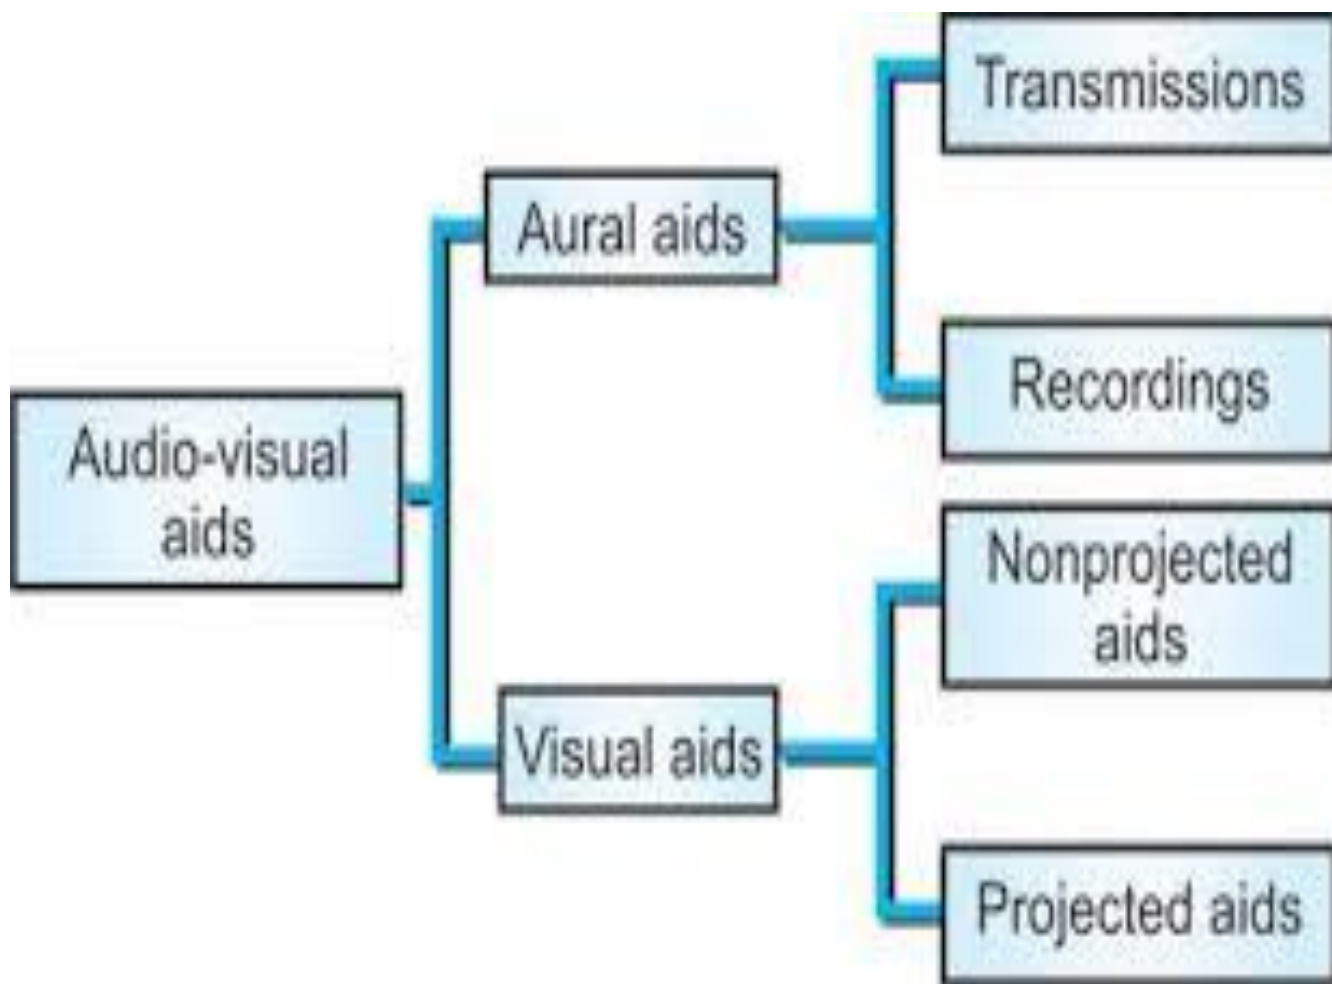 Audio-visual
aids
Aural aids
Transmissions
Recordings
Visual aids
Nonprojected
aids
Projected aids